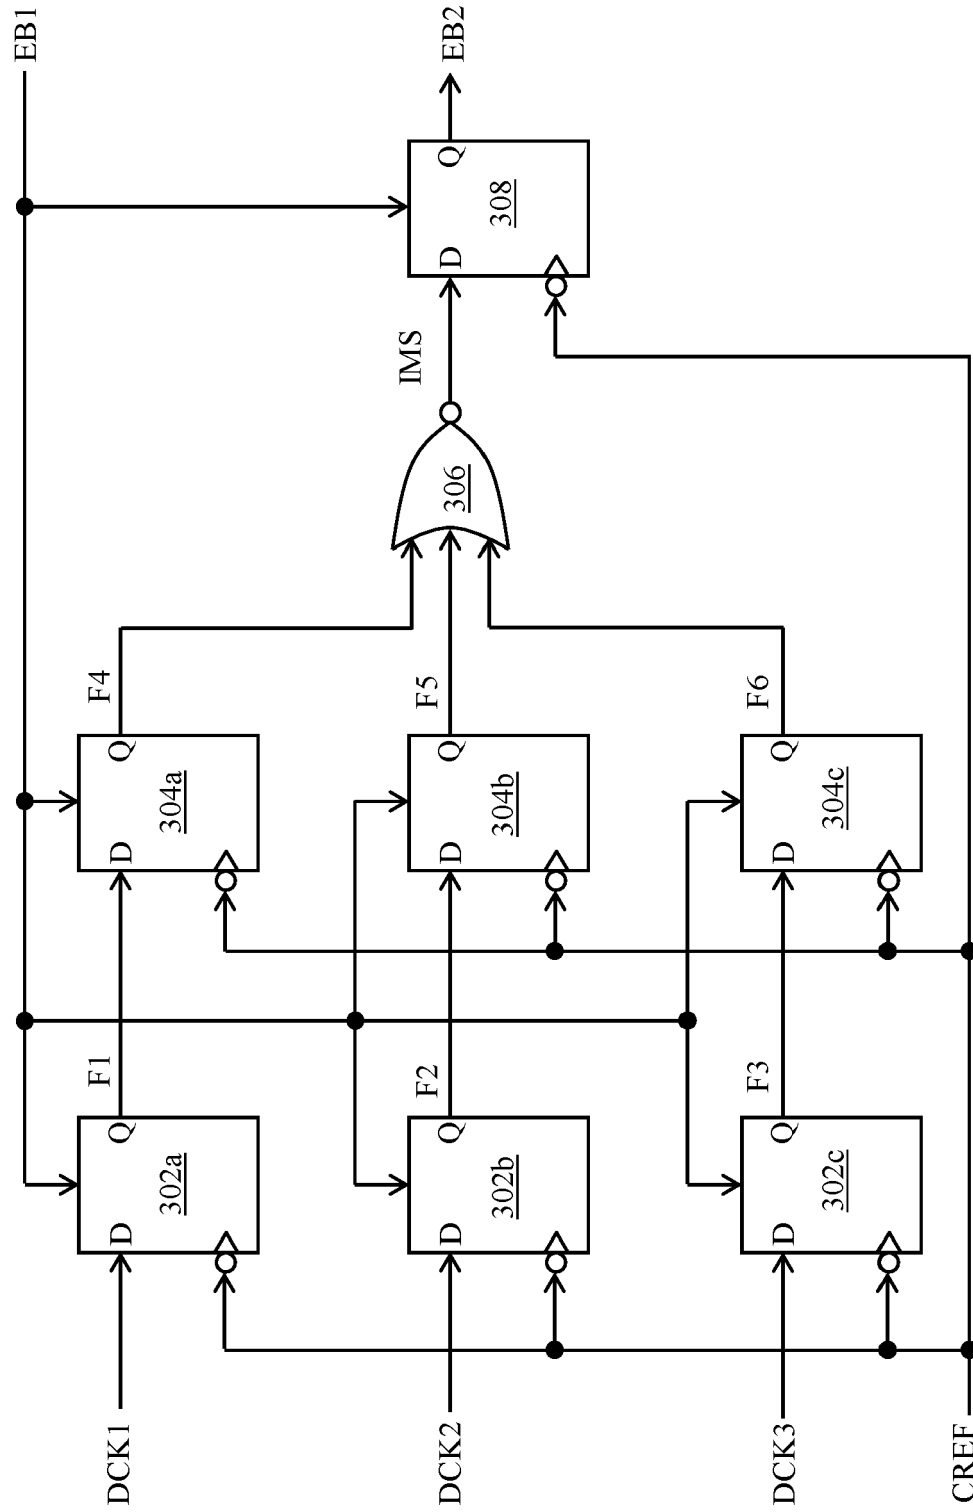 EB1
EB2
Q
308
D
IMS
306
F4
F5
F6
Q
304a
D
Q
304b
D
Q
304c
D
F1
F2
F3
Q
302a
D
Q
302b
D
Q
302c
D
DCK1
DCK2
DCK3
CREF